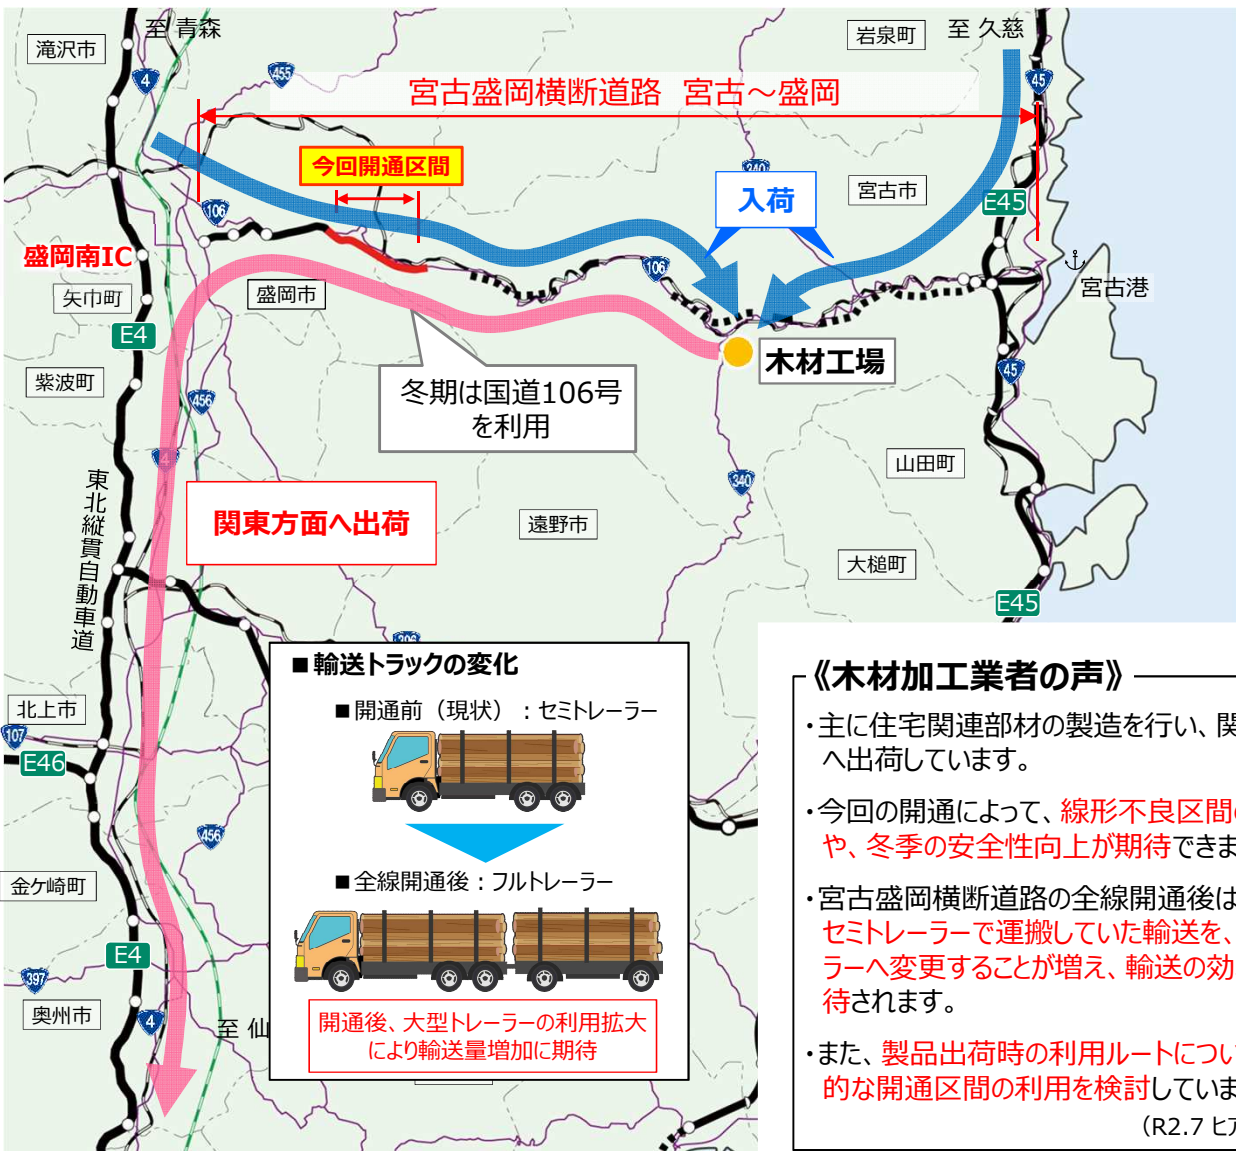 至 青森
至 久慈
滝沢市
岩泉町
4
455
45
宮古盛岡横断道路 宮古～盛岡
今回開通区間
340
入荷
宮古市
E45
106
盛岡南IC
106
宮古港
矢巾町
盛岡市
E4
木材工場
紫波町
冬期は国道106号
を利用
45
456
4
山田町
340
東北縦貫自動車道
関東方面へ出荷
遠野市
大槌町
E45
■輸送トラックの変化
■開通前（現状）：セミトレーラー
■全線開通後：フルトレーラー
開通後、大型トレーラーの利用拡大
により輸送量増加に期待
北上市
107
E46
456
金ケ崎町
E4
397
奥州市
4
至 仙
《木材加工業者の声》
・主に住宅関連部材の製造を行い、関
へ出荷しています。
・今回の開通によって、線形不良区間
や、冬季の安全性向上が期待できま
・宮古盛岡横断道路の全線開通後は
セミトレーラーで運搬していた輸送を、
ラーへ変更することが増え、輸送の効
待されます。
・また、製品出荷時の利用ルートについ
的な開通区間の利用を検討していま
（R2.7 ヒア